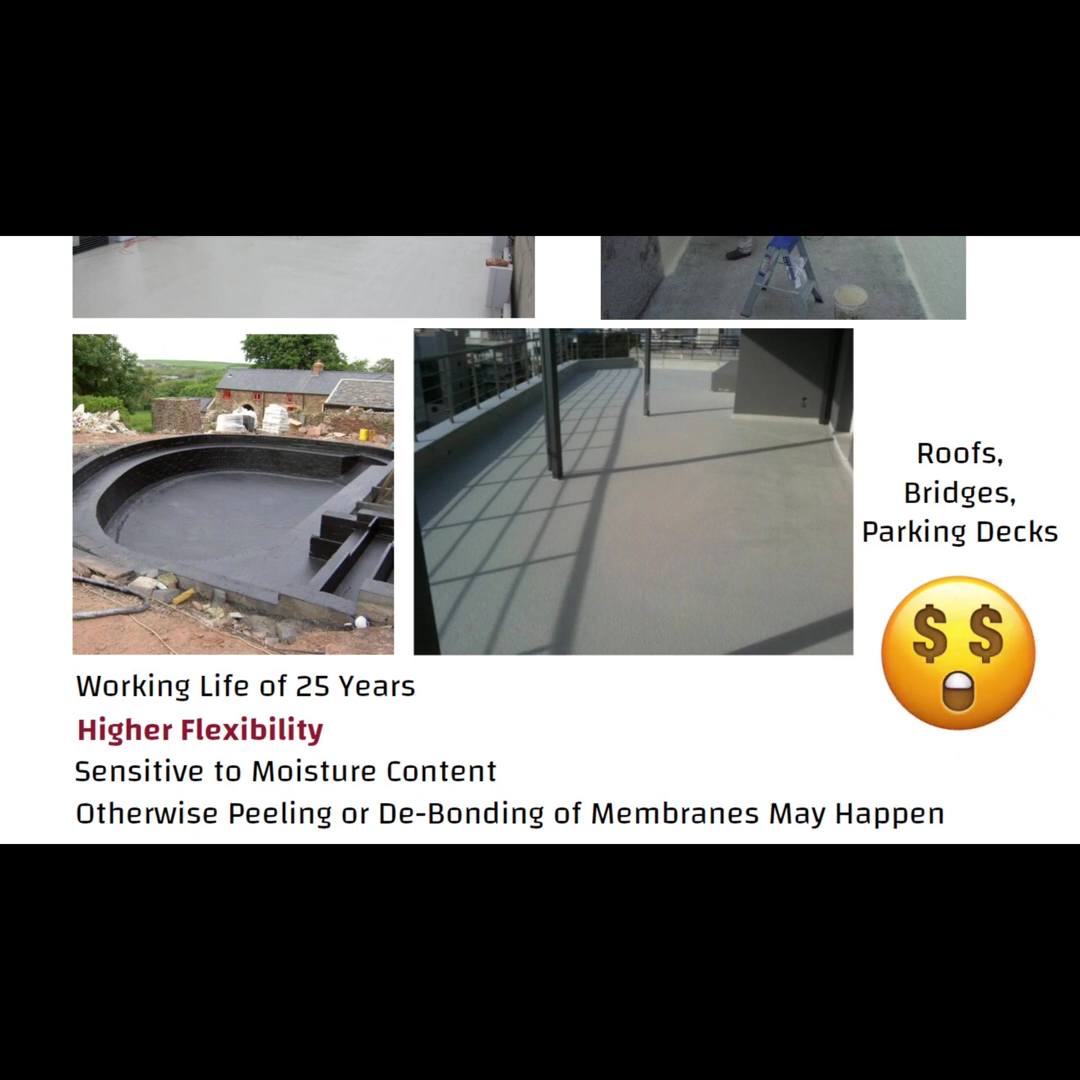 Roofs,
Bridges,
Parking Decks
$ $
Working Life of 25 Years
Higher Flexibility
Sensitive to Moisture Content
Otherwise Peeling or De-Bonding of Membranes May Happen